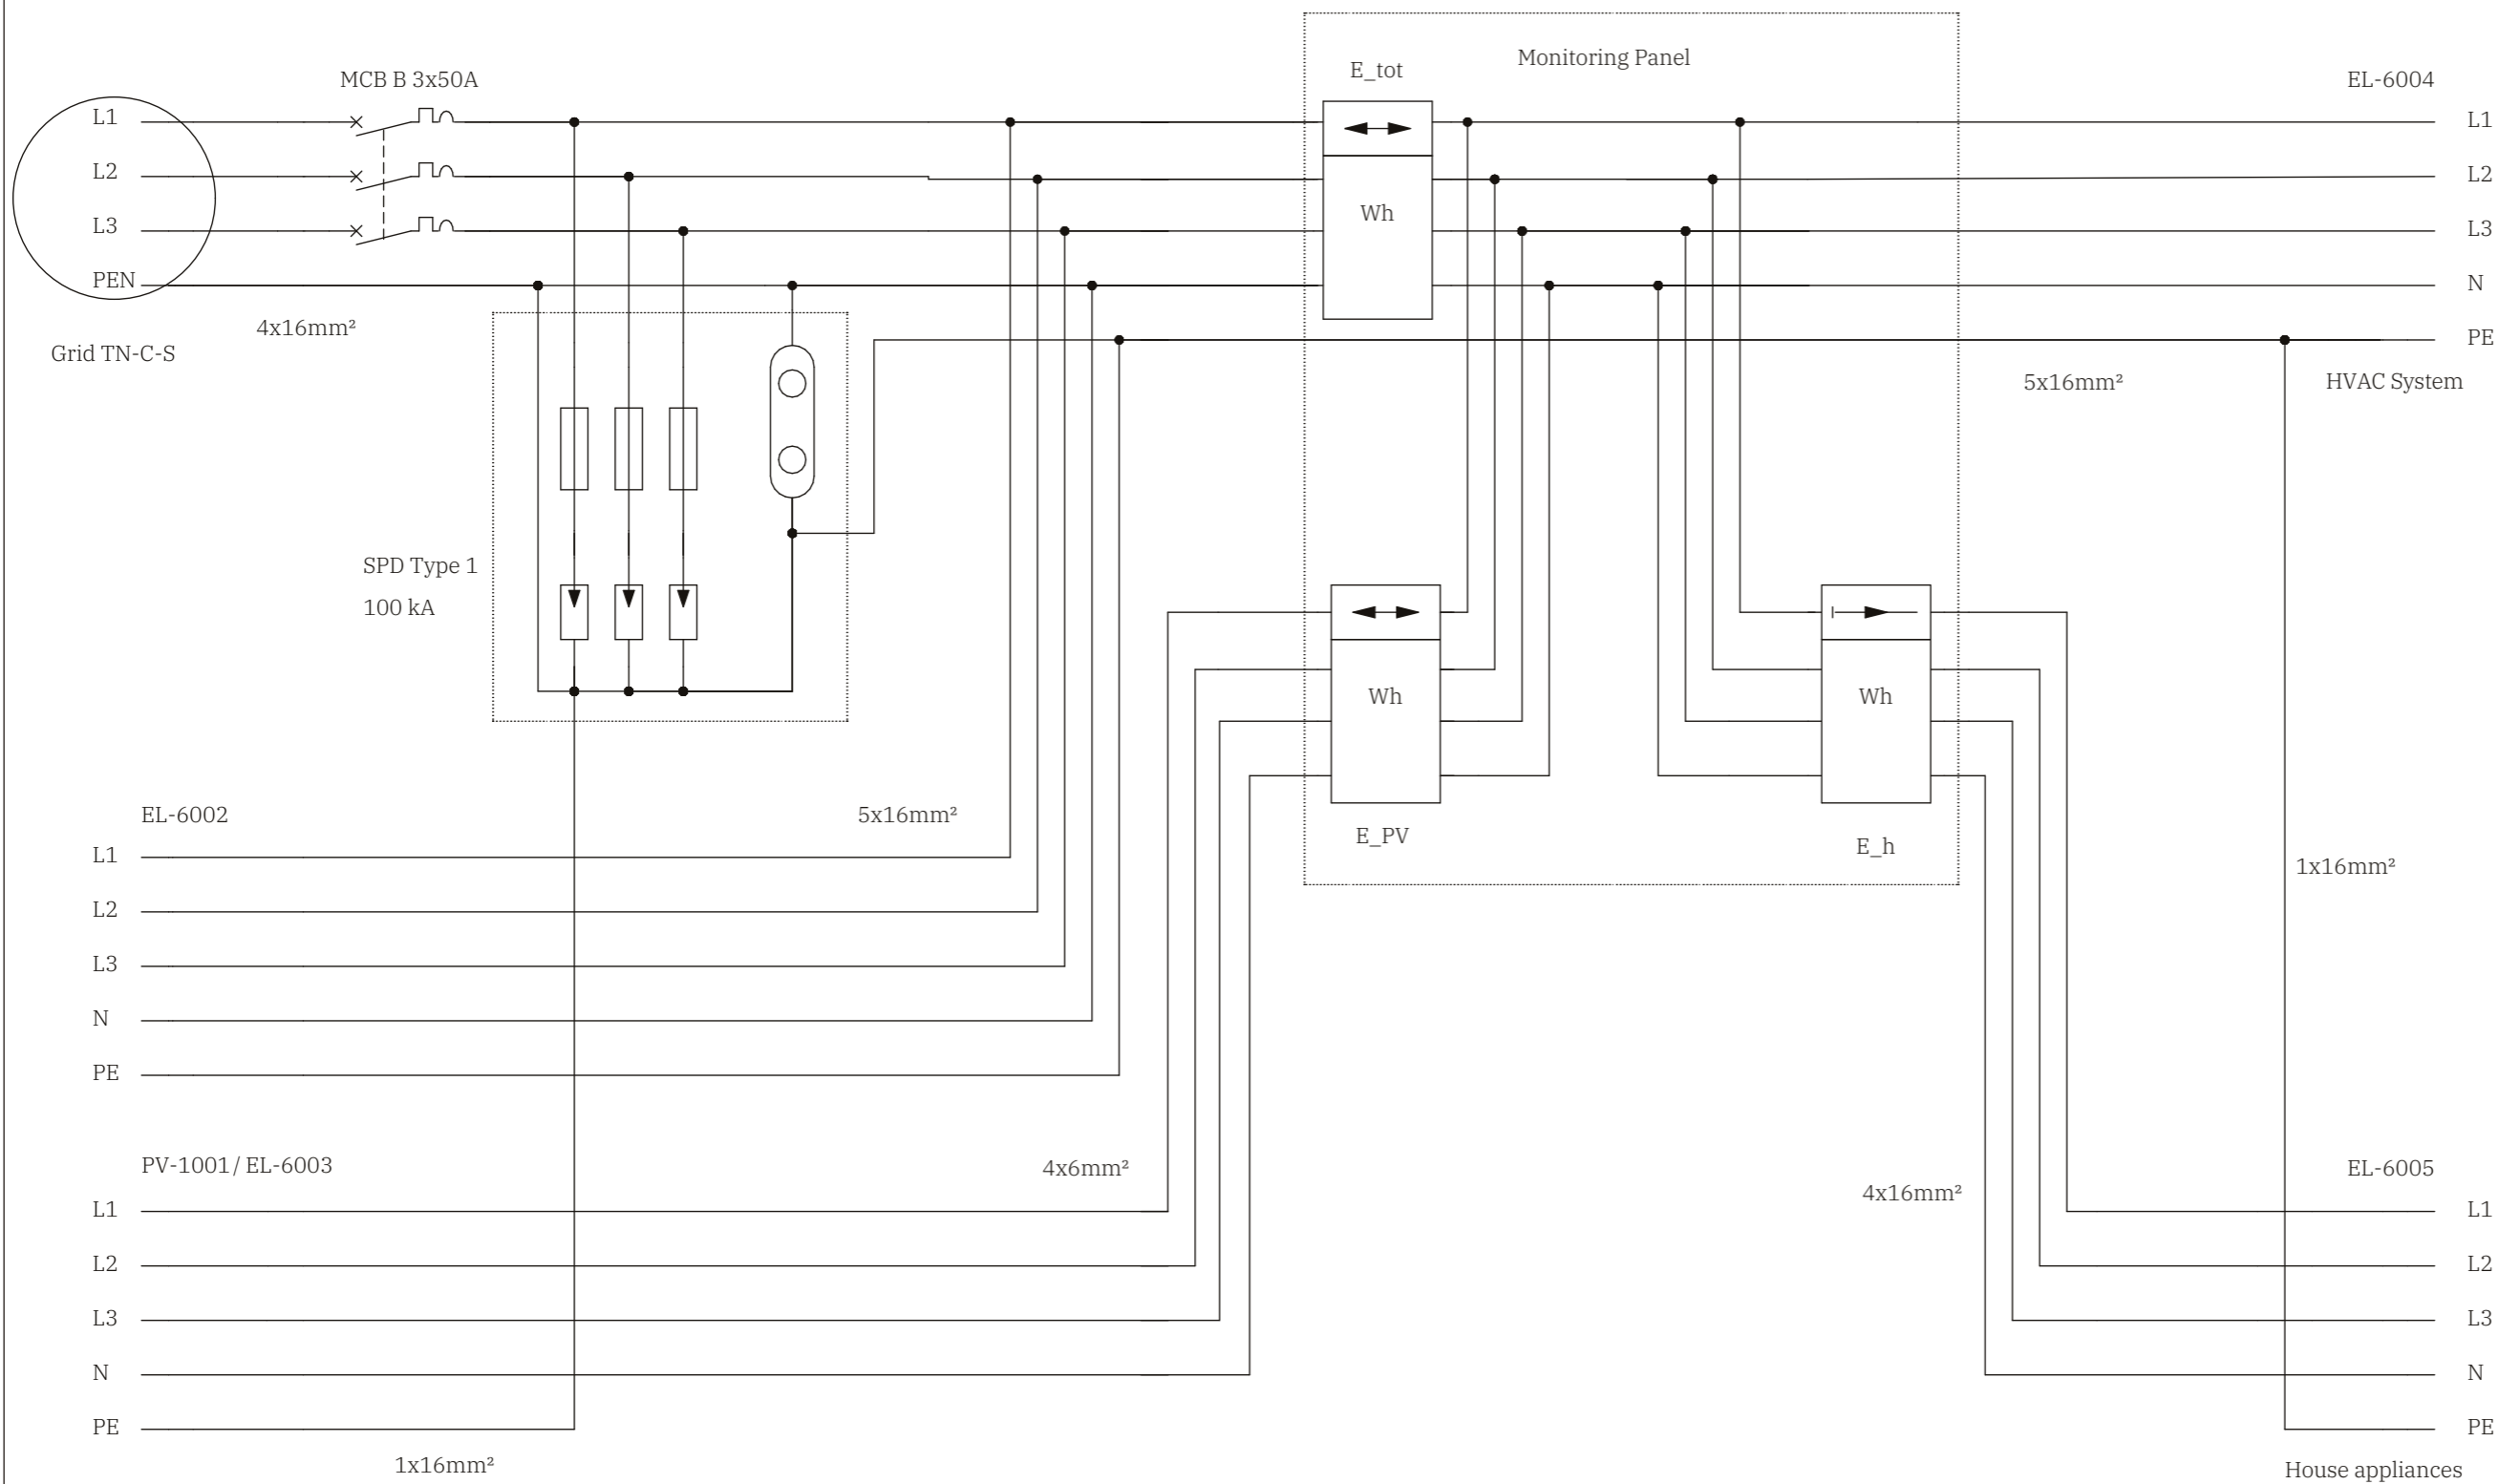 Monitoring Panel
E_tot
MCB B 3x50A
EL-6004
L1
L1
L2
L2
Wh
L3
L3
PEN
N
4x16mm²
PE
Grid TN-C-S
5x16mm²
HVAC System
SPD Type 1
100 kA
Wh
Wh
EL-6002
5x16mm²
E_PV
E_h
L1
1x16mm²
L2
L3
N
PE
PV-1001/ EL-6003
4x6mm²
EL-6005
4x16mm²
L1
L1
L2
L2
L3
L3
N
N
PE
PE
1x16mm²
House appliances